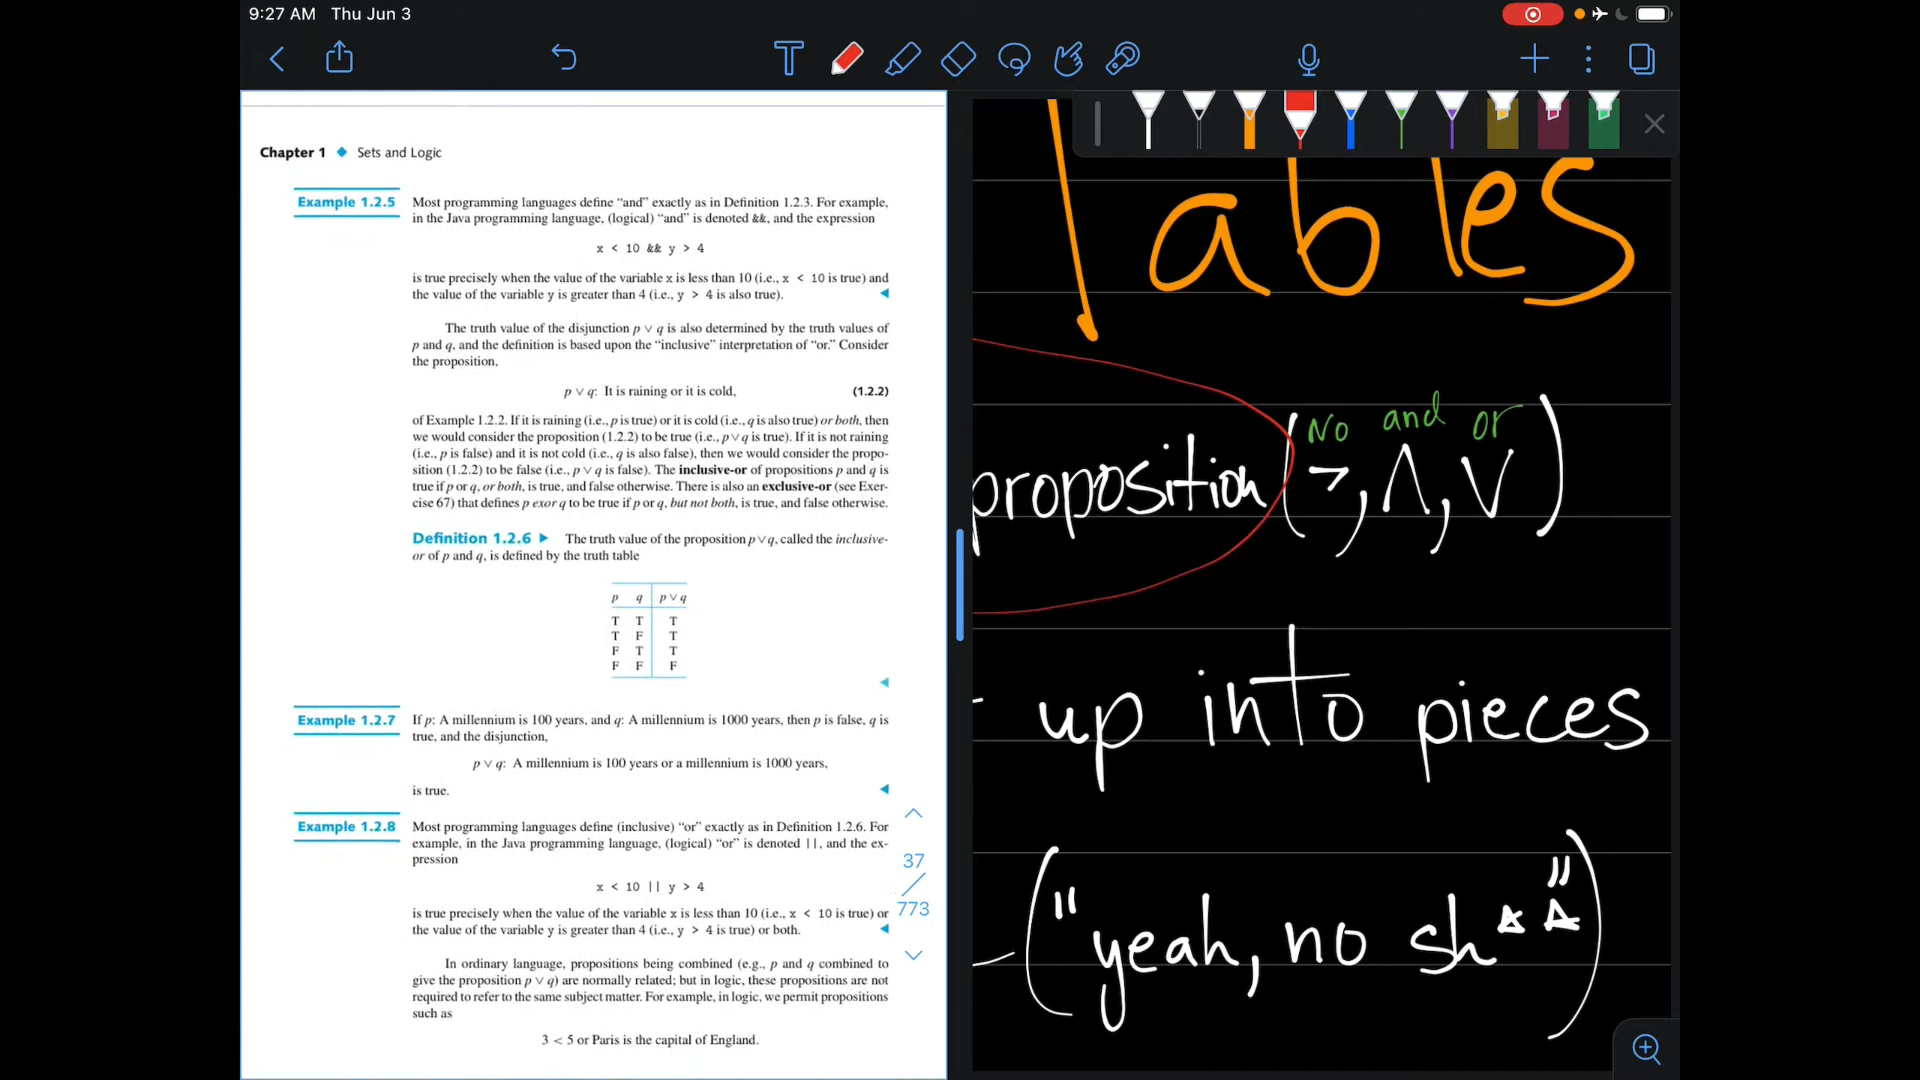 9:27 AM Thu Jun 3
Chapter 1 ◆ Sets and Logic
Example 1.2.5 Most programming languages define “and” exactly as in Definition 1.2.3. For example,
in the Java programming language, (logical) “and” is denoted &&, and the expression
x < 10 && y > 4
is true precisely when the value of the variable x is less than 10 (i.e., x < 10 is true) and
the value of the variable y is greater than 4 (i.e., y > 4 is also true).
The truth value of the disjunction p ∨ q is also determined by the truth values of
p and q, and the definition is based upon the “inclusive” interpretation of “or.” Consider
the proposition,
p ∨ q: It is raining or it is cold, (1.2.2)
of Example 1.2.2. If it is raining (i.e., p is true) or it is cold (i.e., q is also true) or both, then
we would consider the proposition (1.2.2) to be true (i.e., p ∨ q is true). If it is not raining
(i.e., p is false) and it is not cold (i.e., q is also false), then we would consider the propo-
sition (1.2.2) to be false (i.e., p ∨ q is false). The inclusive-or of propositions p and q is
true if p or q, or both, is true, and false otherwise. There is also an exclusive-or (see Exer-
cise 67) that defines p exor q to be true if p or q, but not both, is true, and false otherwise.
Definition 1.2.6 ▶ The truth value of the proposition p ∨ q, called the inclusive-
or of p and q, is defined by the truth table
p q p ∨ q
T T T
T F T
F T T
F F F
Example 1.2.7 If p: A millennium is 100 years, and q: A millennium is 1000 years, then p is false, q is
true, and the disjunction,
p ∨ q: A millennium is 100 years or a millennium is 1000 years,
is true.
Example 1.2.8 Most programming languages define (inclusive) “or” exactly as in Definition 1.2.6. For
example, in the Java programming language, (logical) “or” is denoted ||, and the ex-
pression
x < 10 || y > 4
is true precisely when the value of the variable x is less than 10 (i.e., x < 10 is true) or
the value of the variable y is greater than 4 (i.e., y > 4 is true) or both.
In ordinary language, propositions being combined (e.g., p and q combined to
give the proposition p ∨ q) are normally related; but in logic, these propositions are not
required to refer to the same subject matter. For example, in logic, we permit propositions
such as
3 < 5 or Paris is the capital of England.
37
773
Tables
No and or
proposition (¬, ∧, ∨)
up into pieces
-("yeah, no sh**")